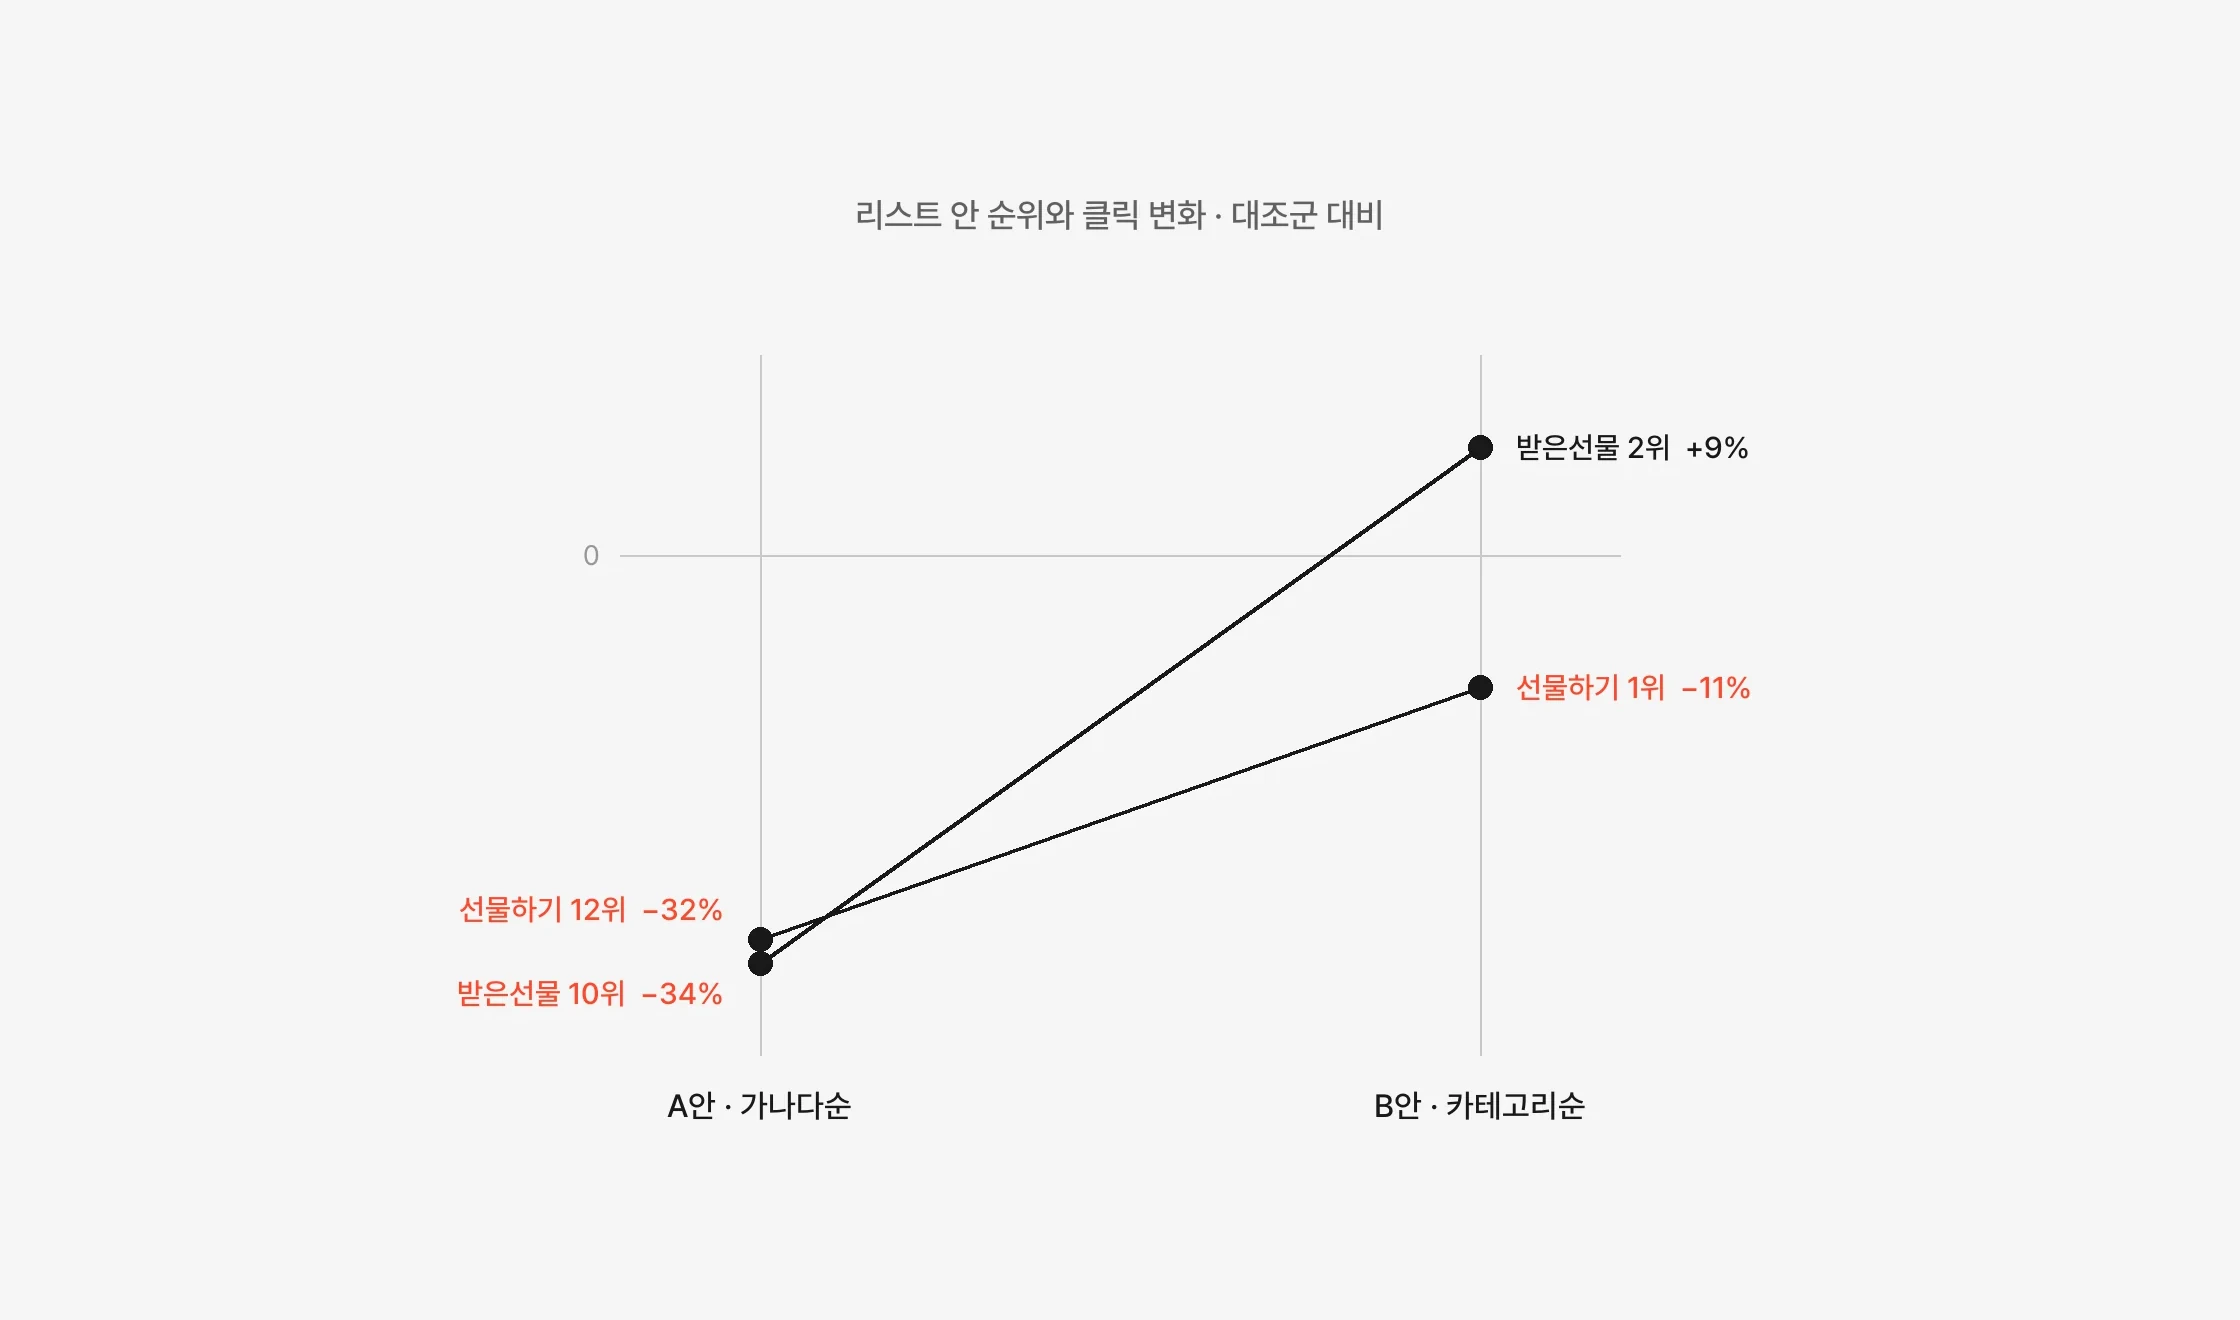 리스트 안 순위와 클릭 변화 · 대조군 대비
받은선물 2위 +9%
0
선물하기 1위 −11%
선물하기 12위 −32%
받은선물 10위 −34%
A안 · 가나다순
B안 · 카테고리순